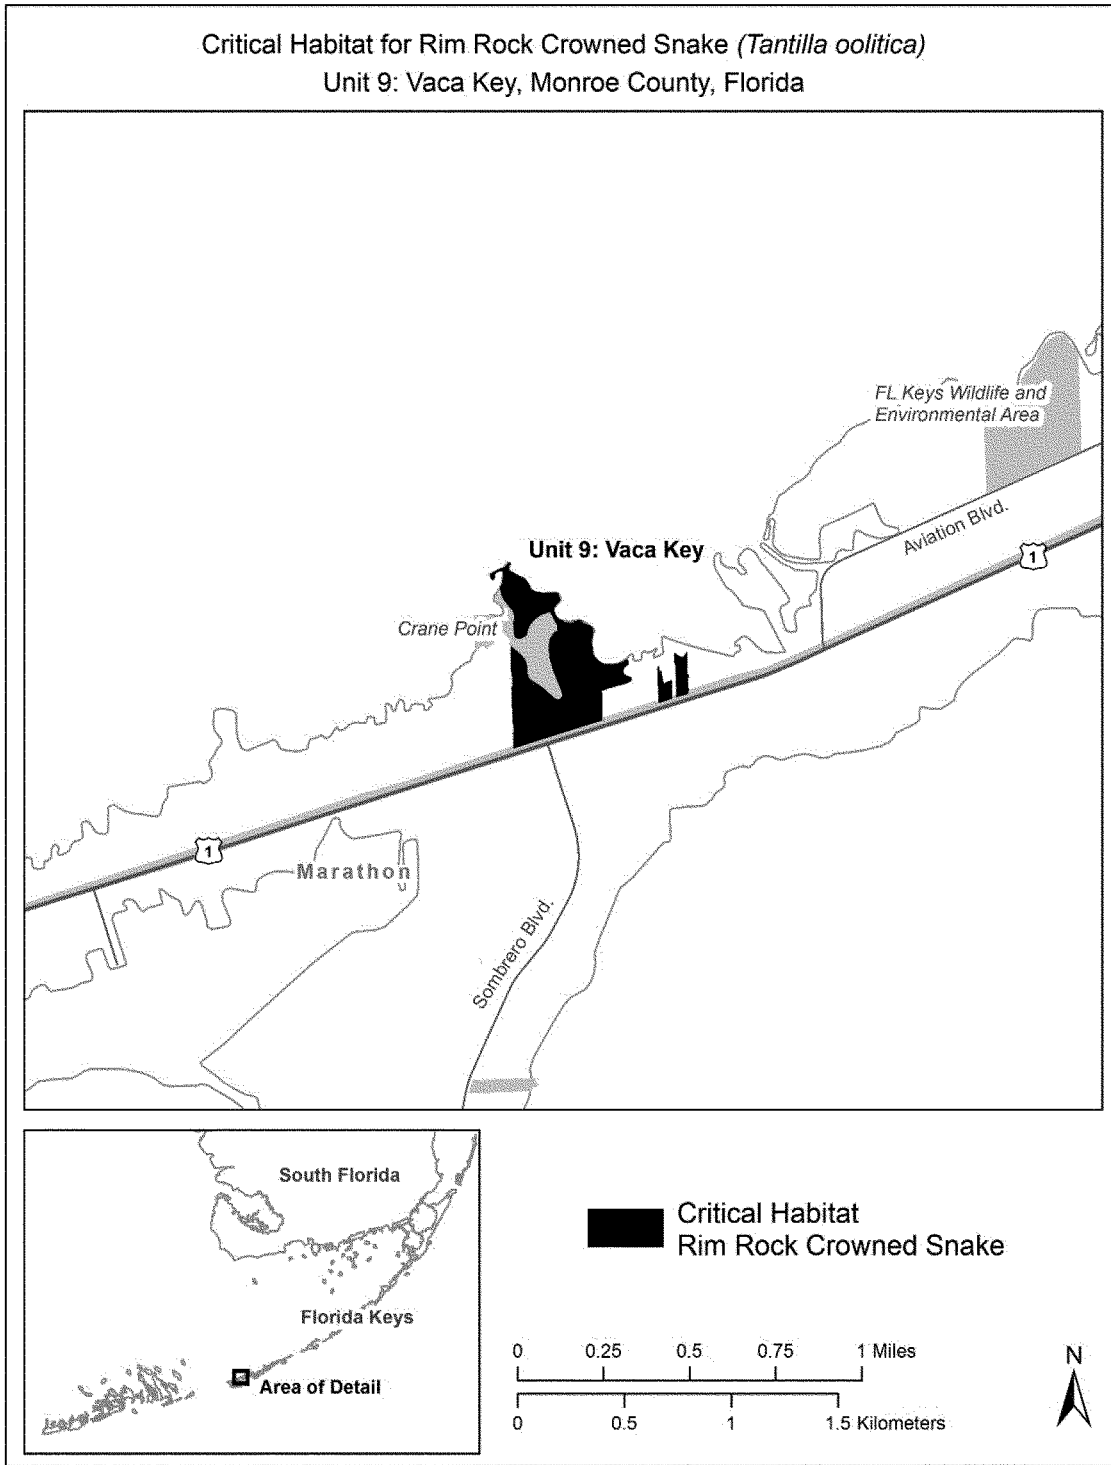 Critical Habitat for Rim Rock Crowned Snake (Tantilla oolitica)
Unit 9: Vaca Key, Monroe County, Florida
FL Keys Wildlife and
Environmental Area
Aviation Blvd.
1
Unit 9: Vaca Key
Crane Point
1
Marathon
Sombrero Blvd.
South Florida
Florida Keys
Area of Detail
Critical Habitat
Rim Rock Crowned Snake
0 0.25 0.5 0.75 1 Miles
0 0.5 1 1.5 Kilometers
N